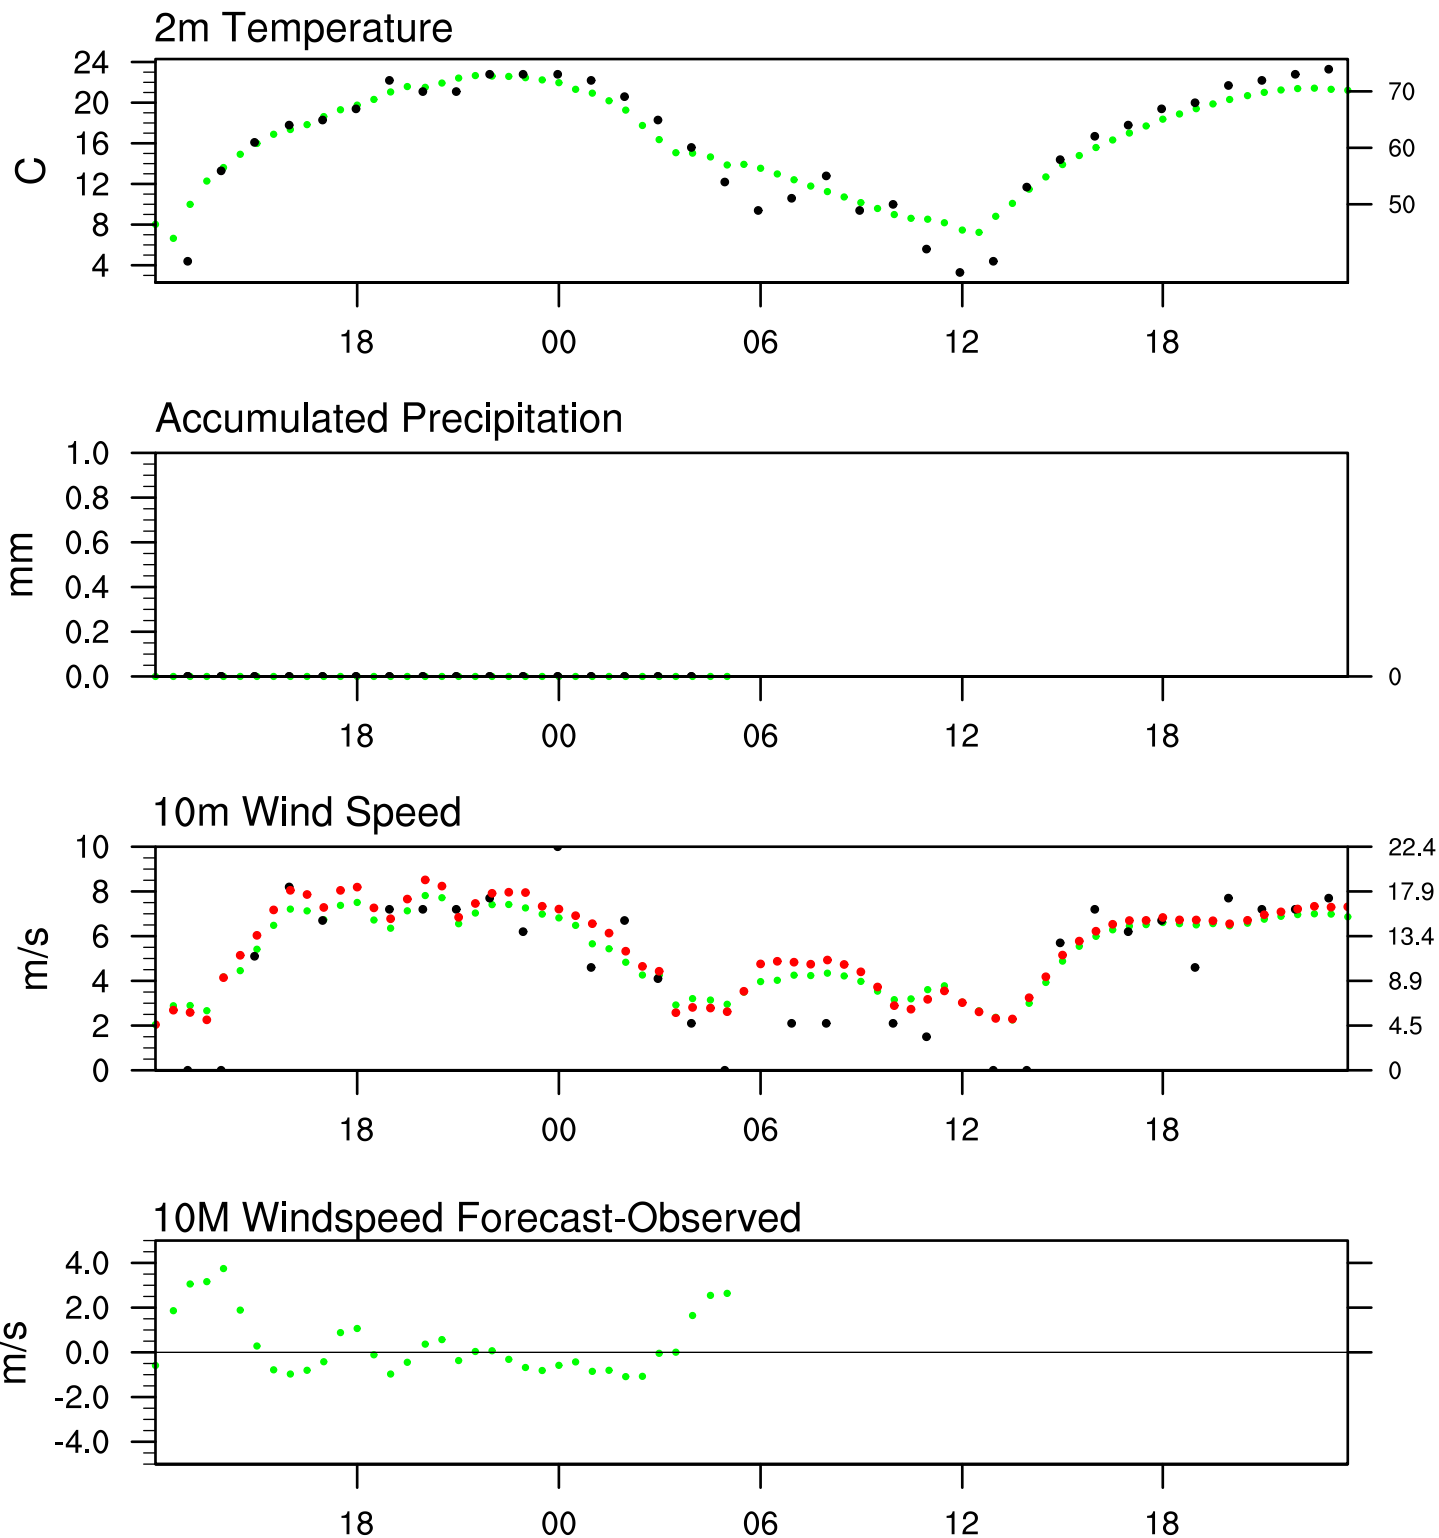 2m Temperature
24
20
16
12
8
4
C
70
60
50
18 00 06 12 18
Accumulated Precipitation
1.0
0.8
0.6
0.4
0.2
0.0
mm
0
18 00 06 12 18
10m Wind Speed
10
8
6
4
2
0
m/s
22.4
17.9
13.4
8.9
4.5
0
18 00 06 12 18
10M Windspeed Forecast-Observed
4.0
2.0
0.0
-2.0
-4.0
m/s
18 00 06 12 18